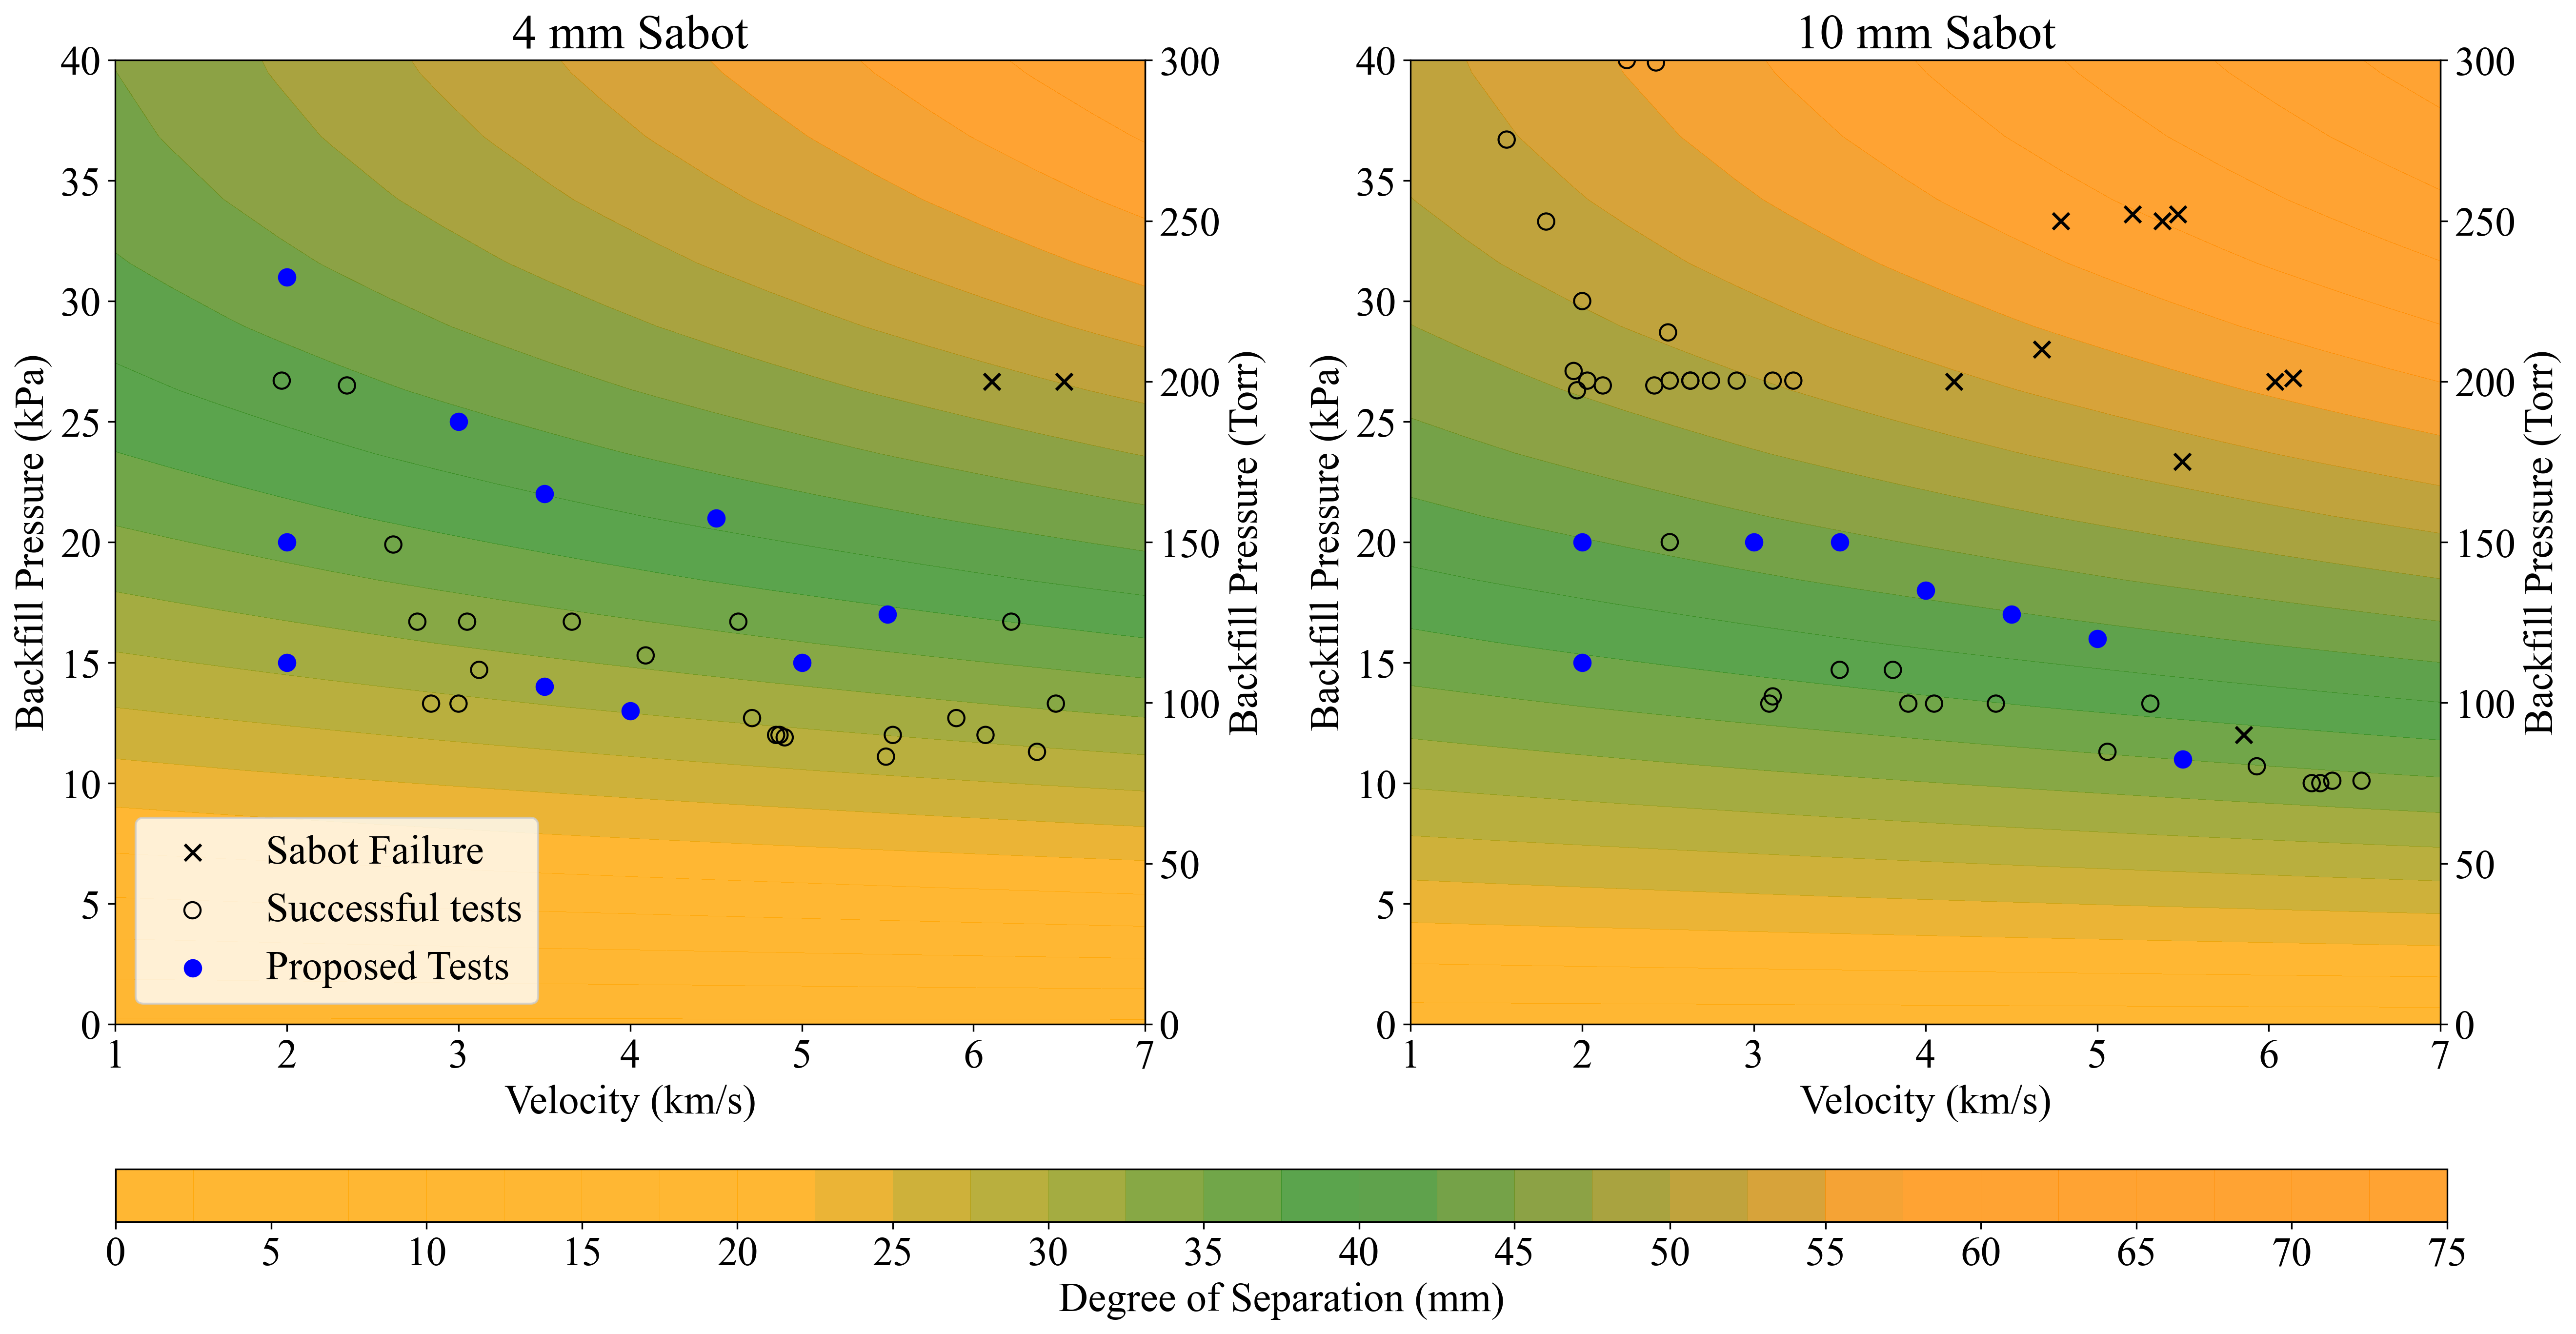 4 mm Sabot
10 mm Sabot
40
35
30
25
20
15
10
5
0
Backfill Pressure (kPa)
300
250
200
150
100
50
0
Backfill Pressure (Torr)
Sabot Failure
Successful tests
Proposed Tests
1 2 3 4 5 6 7
Velocity (km/s)
40
35
30
25
20
15
10
5
0
Backfill Pressure (kPa)
300
250
200
150
100
50
0
Backfill Pressure (Torr)
1 2 3 4 5 6 7
Velocity (km/s)
0 5 10 15 20 25 30 35 40 45 50 55 60 65 70 75
Degree of Separation (mm)